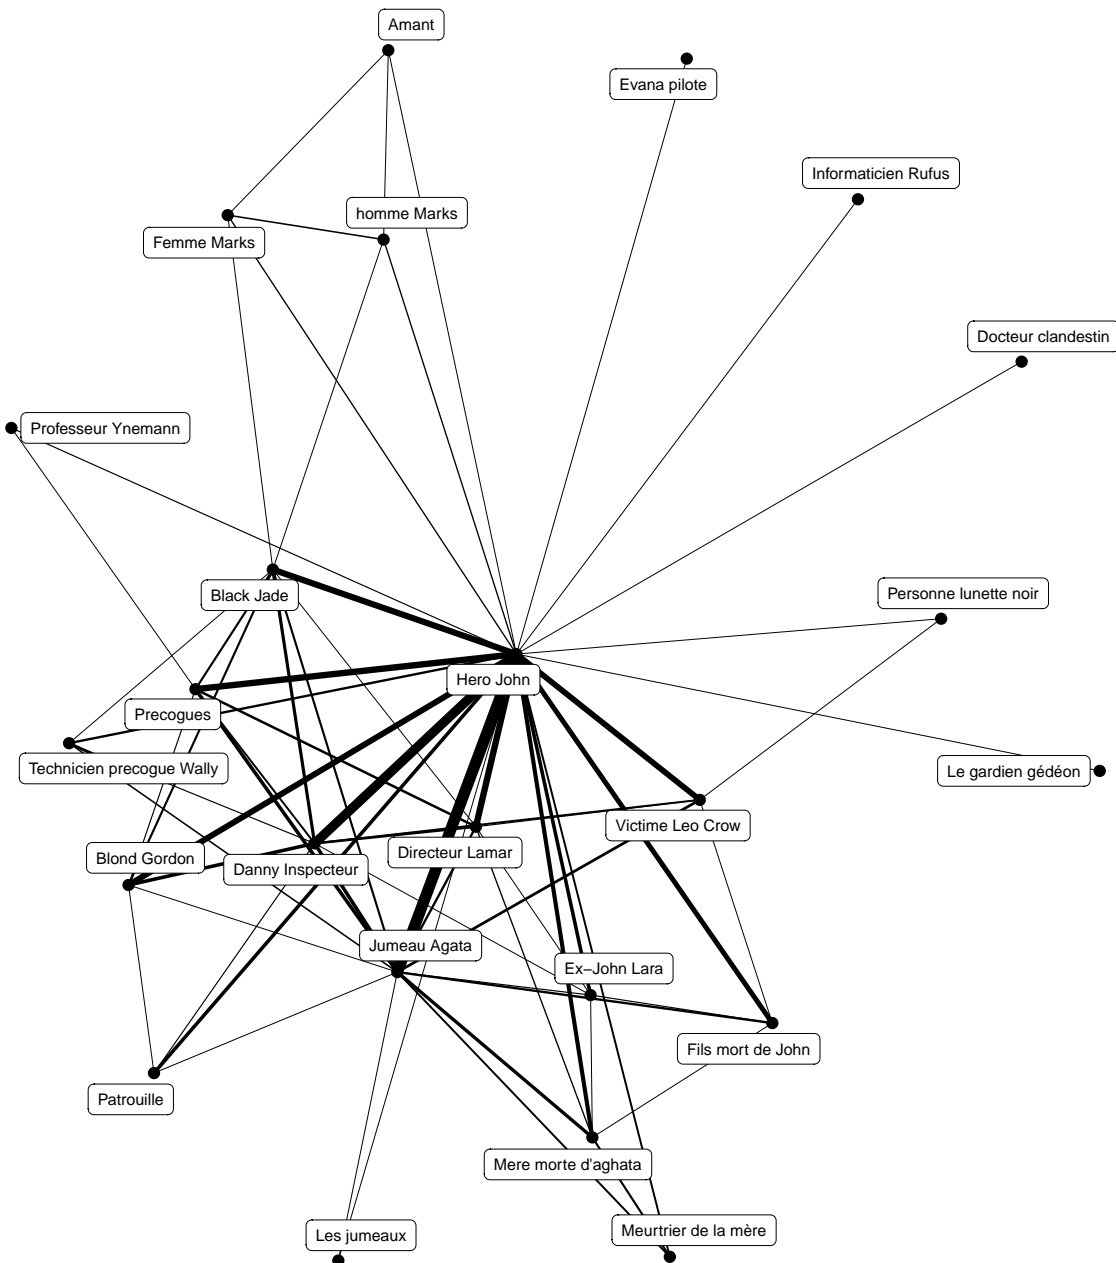 Amant
Evana pilote
Informaticien Rufus
homme Marks
Femme Marks
Docteur clandestin
Professeur Ynemann
Black Jade
Personne lunette noir
Hero John
Precogues
Technicien precogue Wally
Le gardien gédéon
Victime Leo Crow
Directeur Lamar
Blond Gordon
Danny Inspecteur
Jumeau Agata
Ex−John Lara
Fils mort de John
Patrouille
Mere morte d'aghata
Meurtrier de la mère
Les jumeaux